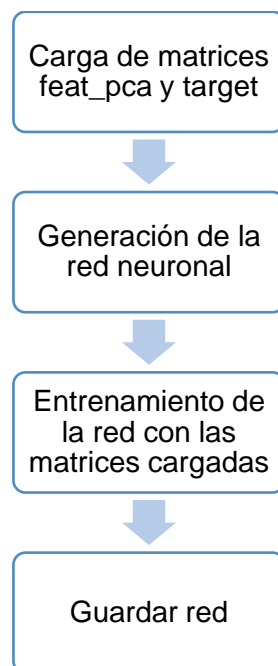 Carga de matrices
feat_pca y target
Generación de la
red neuronal
Entrenamiento de
la red con las
matrices cargadas
Guardar red